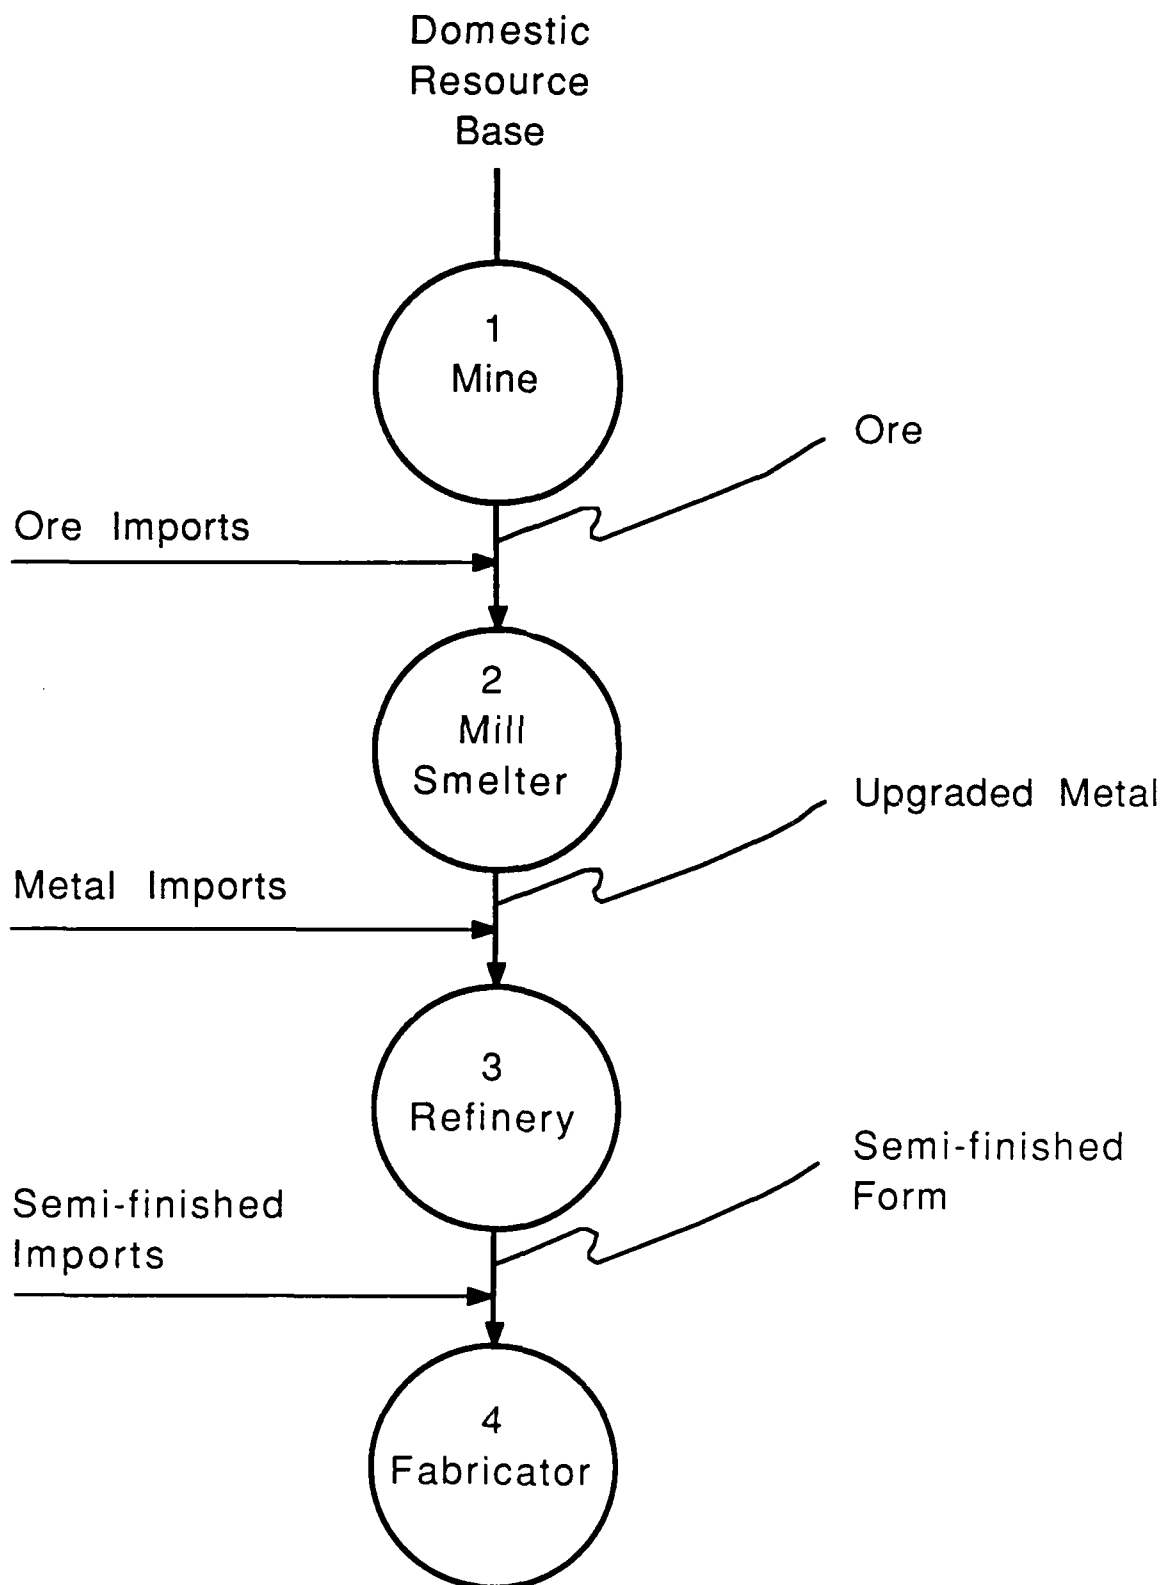 Domestic
Resource
Base
1
Mine
Ore
Ore Imports
2
Mill
Smelter
Upgraded Metal
Metal Imports
3
Refinery
Semi-finished
Form
Semi-finished
Imports
4
Fabricator